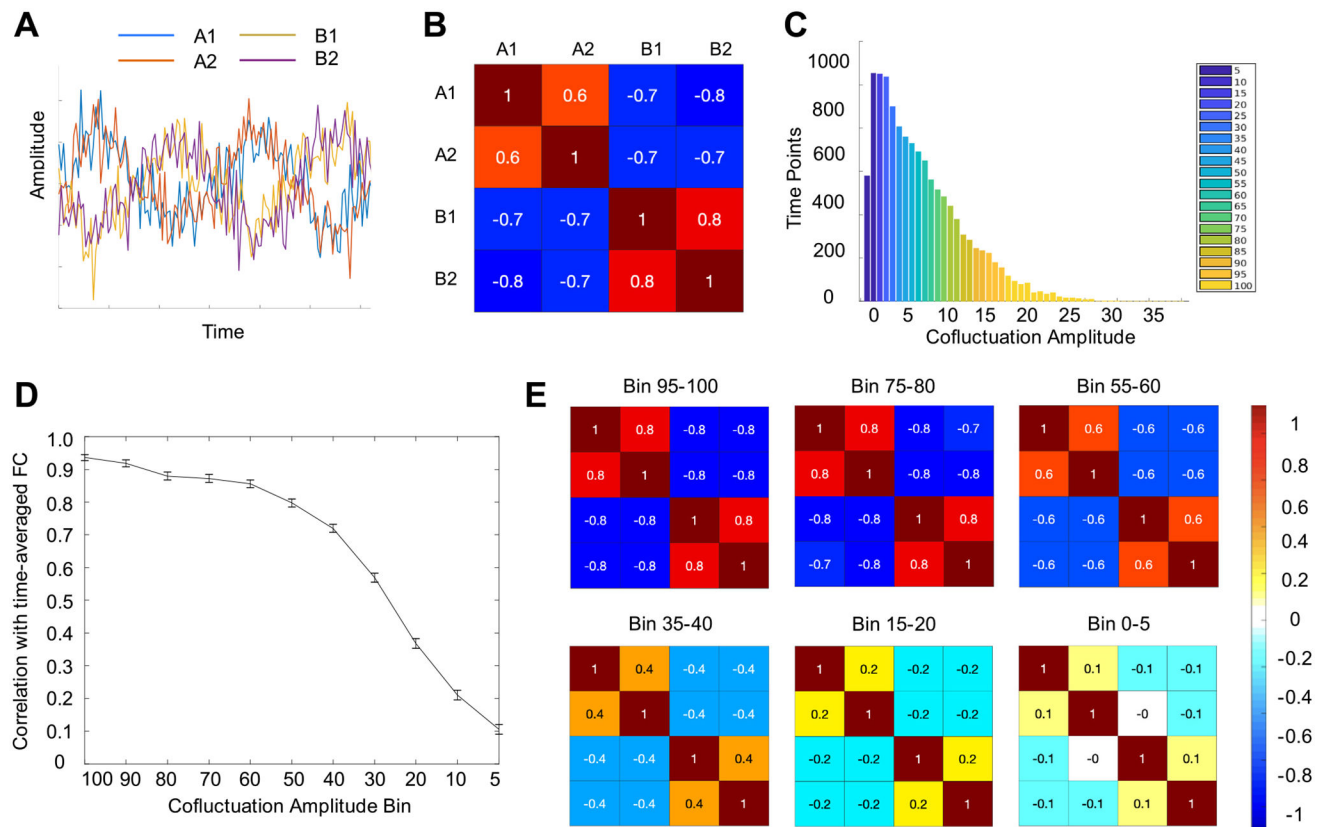 A
A1
B1
A2
B2
Amplitude
Time
B
A1 A2 B1 B2
A1 1 0.6 -0.7 -0.8
A2 0.6 1 -0.7 -0.7
B1 -0.7 -0.7 1 0.8
B2 -0.8 -0.7 0.8 1
C
1000
800
600
400
200
0
Time Points
0 5 10 15 20 25 30 35
Cofluctuation Amplitude
5
10
15
20
25
30
35
40
45
50
55
60
65
70
75
80
85
90
95
100
D
1.0
0.9
0.8
0.7
0.6
0.5
0.4
0.3
0.2
0.1
0
Correlation with time-averaged FC
100 90 80 70 60 50 40 30 20 10 5
Cofluctuation Amplitude Bin
E
Bin 95-100
1 0.8 -0.8 -0.8
0.8 1 -0.8 -0.8
-0.8 -0.8 1 0.8
-0.8 -0.8 0.8 1
Bin 75-80
1 0.8 -0.8 -0.7
0.8 1 -0.8 -0.8
-0.8 -0.8 1 0.8
-0.7 -0.8 0.8 1
Bin 55-60
1 0.6 -0.6 -0.6
0.6 1 -0.6 -0.6
-0.6 -0.6 1 0.6
-0.6 -0.6 0.6 1
Bin 35-40
1 0.4 -0.4 -0.4
0.4 1 -0.4 -0.4
-0.4 -0.4 1 0.4
-0.4 -0.4 0.4 1
Bin 15-20
1 0.2 -0.2 -0.2
0.2 1 -0.2 -0.2
-0.2 -0.2 1 0.2
-0.2 -0.2 0.2 1
Bin 0-5
1 0.1 -0.1 -0.1
0.1 1 -0 -0.1
-0.1 -0 1 0.1
-0.1 -0.1 0.1 1
1
0.8
0.6
0.4
0.2
0
-0.2
-0.4
-0.6
-0.8
-1